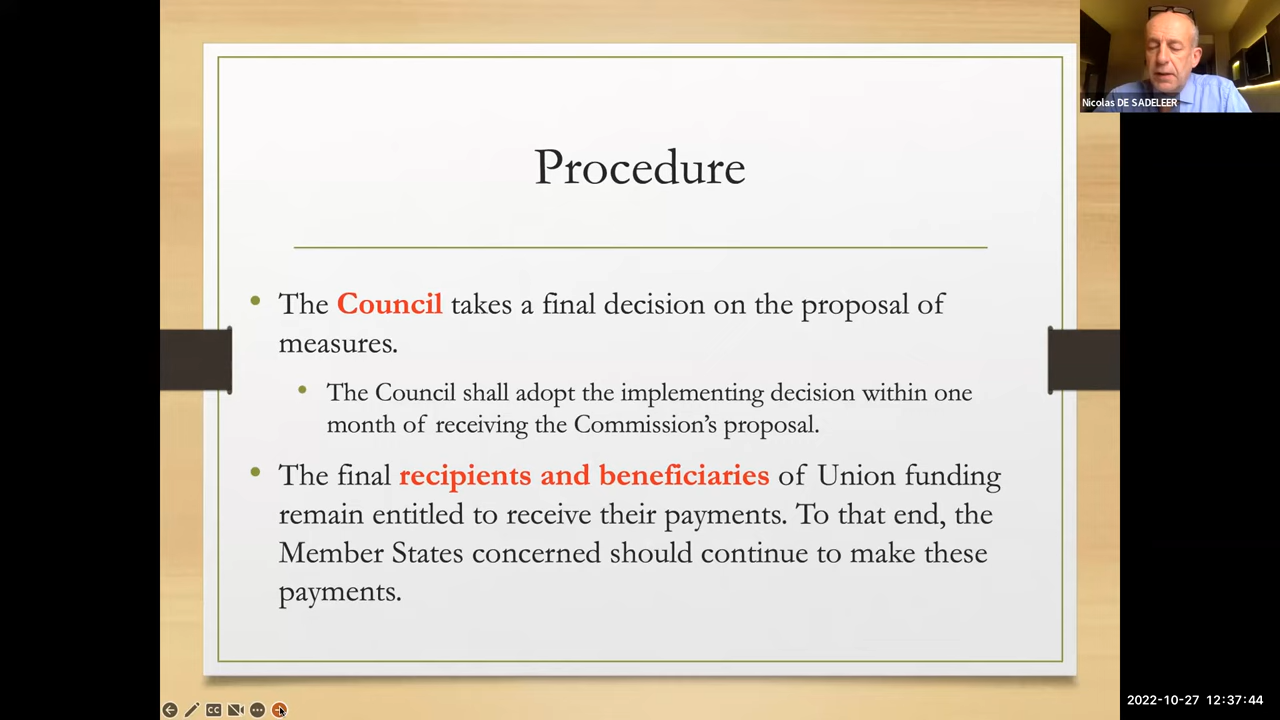 Nicolas DE SADELEER
Procedure
The Council takes a final decision on the proposal of
measures.
The Council shall adopt the implementing decision within one
month of receiving the Commission's proposal.
The final recipients and beneficiaries of Union funding
remain entitled to receive their payments. To that end, the
Member States concerned should continue to make these
payments.
CC
2022-10-27 12:37:44